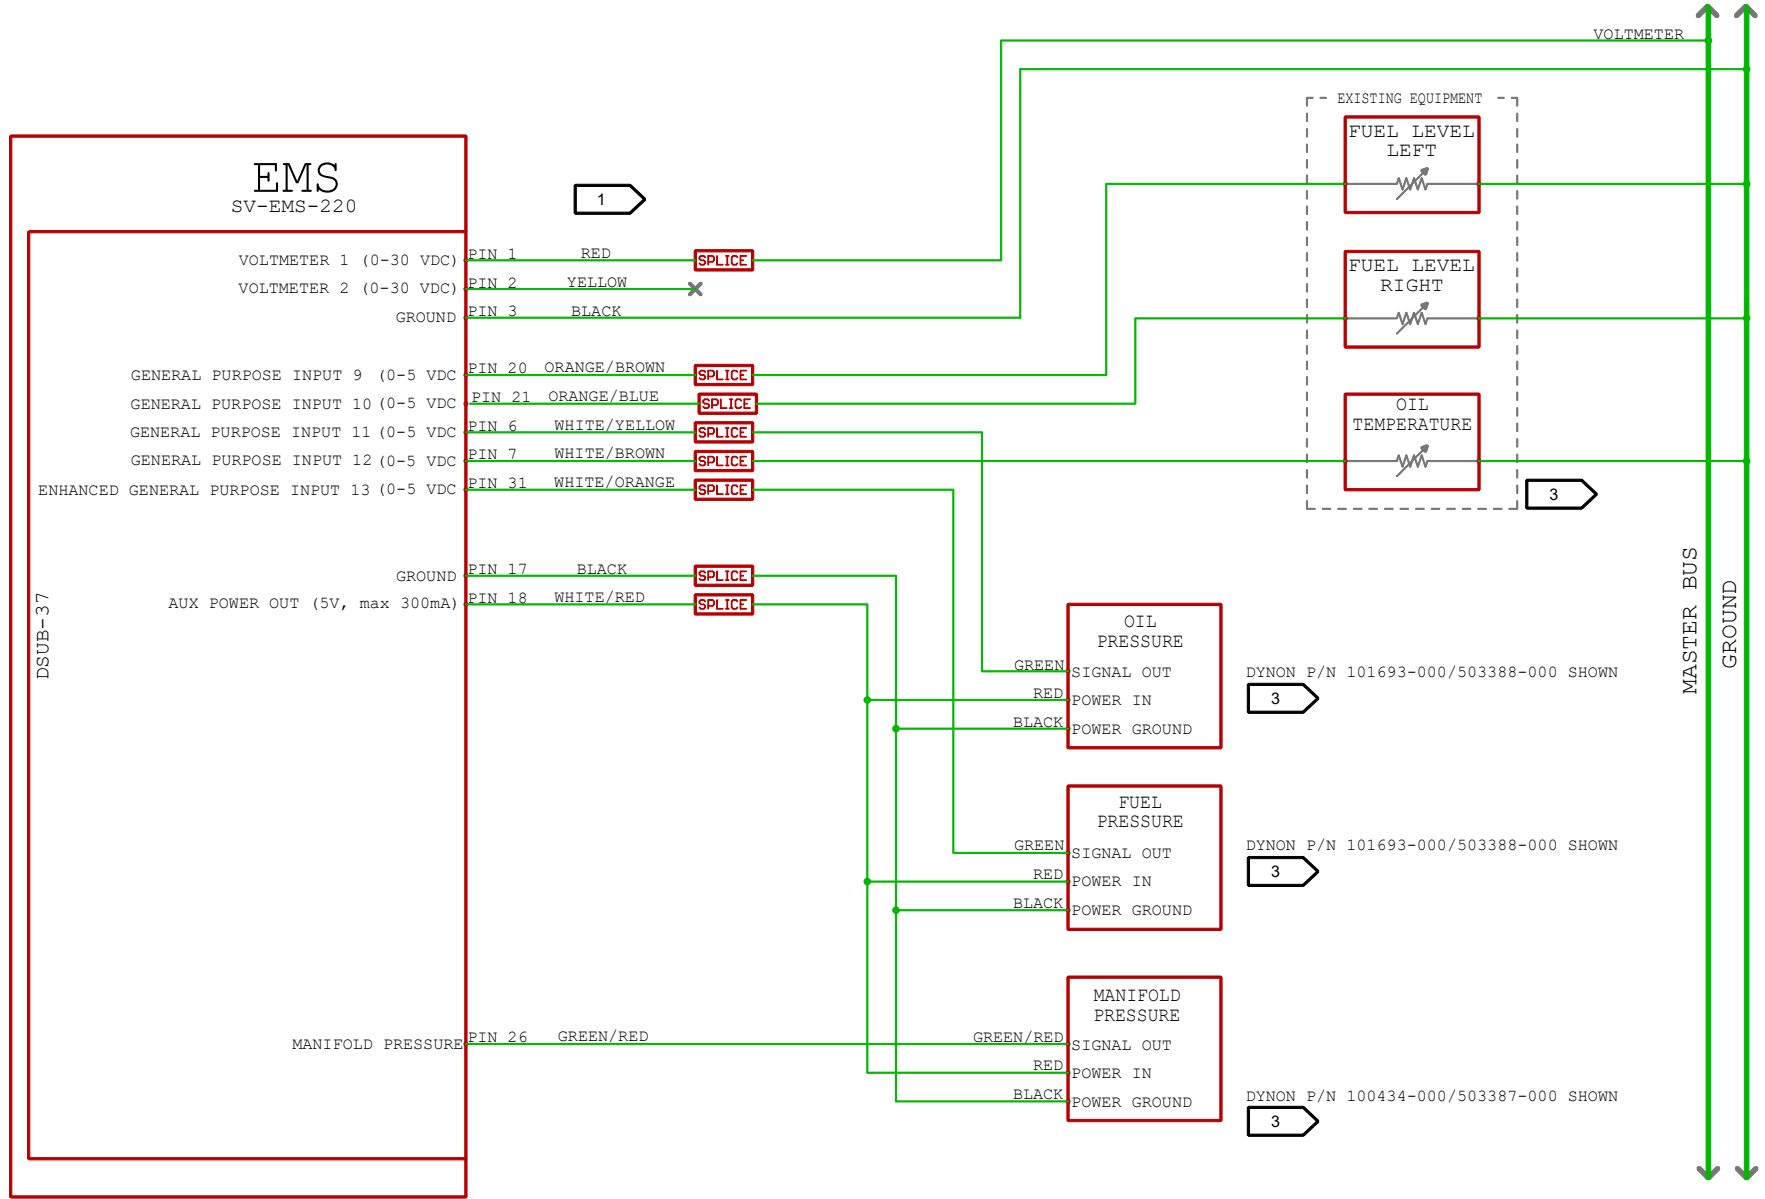 VOLTMETER
EXISTING EQUIPMENT
FUEL LEVEL
LEFT
EMS
SV-EMS-220
1
VOLTMETER 1 (0-30 VDC) PIN 1 RED SPLICE
VOLTMETER 2 (0-30 VDC) PIN 2 YELLOW
GROUND PIN 3 BLACK
FUEL LEVEL
RIGHT
GENERAL PURPOSE INPUT 9 (0-5 VDC PIN 20 ORANGE/BROWN SPLICE
GENERAL PURPOSE INPUT 10 (0-5 VDC PIN 21 ORANGE/BLUE SPLICE
GENERAL PURPOSE INPUT 11 (0-5 VDC PIN 6 WHITE/YELLOW SPLICE
GENERAL PURPOSE INPUT 12 (0-5 VDC PIN 7 WHITE/BROWN SPLICE
ENHANCED GENERAL PURPOSE INPUT 13 (0-5 VDC PIN 31 WHITE/ORANGE SPLICE
OIL
TEMPERATURE
3
GROUND PIN 17 BLACK SPLICE
AUX POWER OUT (5V, max 300mA) PIN 18 WHITE/RED SPLICE
DSUB-37
MASTER BUS
GROUND
OIL
PRESSURE
GREEN SIGNAL OUT
RED POWER IN
BLACK POWER GROUND
DYNON P/N 101693-000/503388-000 SHOWN
3
FUEL
PRESSURE
GREEN SIGNAL OUT
RED POWER IN
BLACK POWER GROUND
DYNON P/N 101693-000/503388-000 SHOWN
3
MANIFOLD
PRESSURE
MANIFOLD PRESSURE PIN 26 GREEN/RED GREEN/RED SIGNAL OUT
RED POWER IN
BLACK POWER GROUND
DYNON P/N 100434-000/503387-000 SHOWN
3